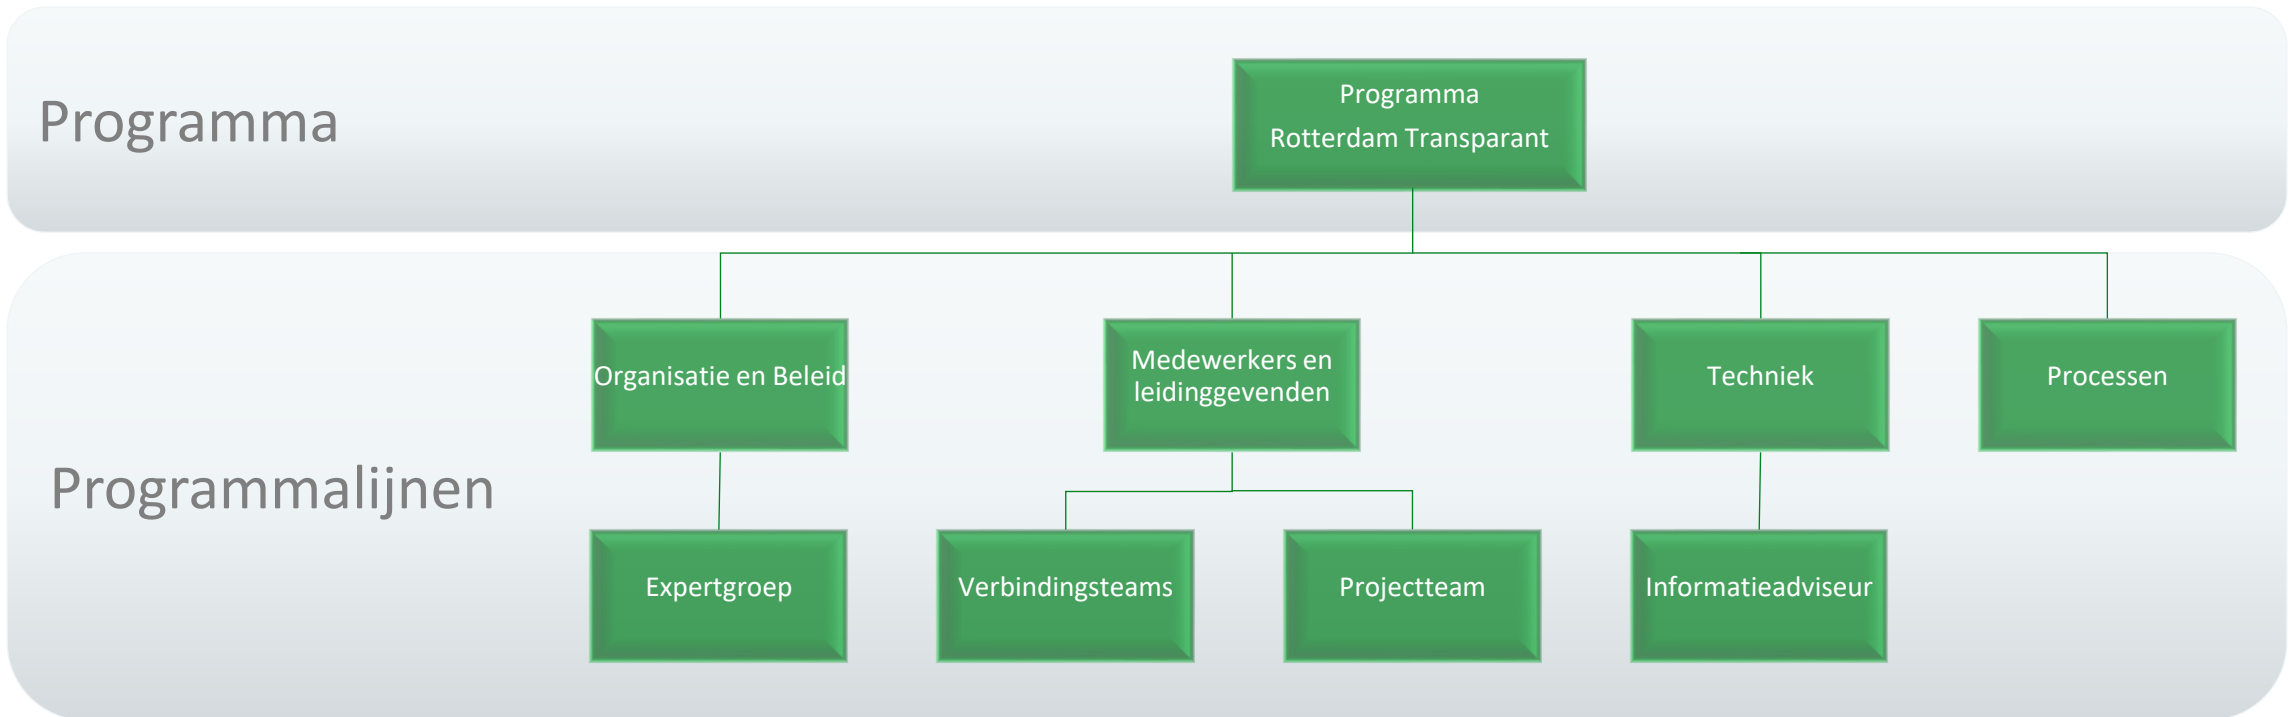 Programma
Programma
Rotterdam Transparant
Programmalijnen
Organisatie en Beleid
Medewerkers en
leidinggevenden
Techniek
Processen
Expertgroep
Verbindingsteams
Projectteam
Informatieadviseur